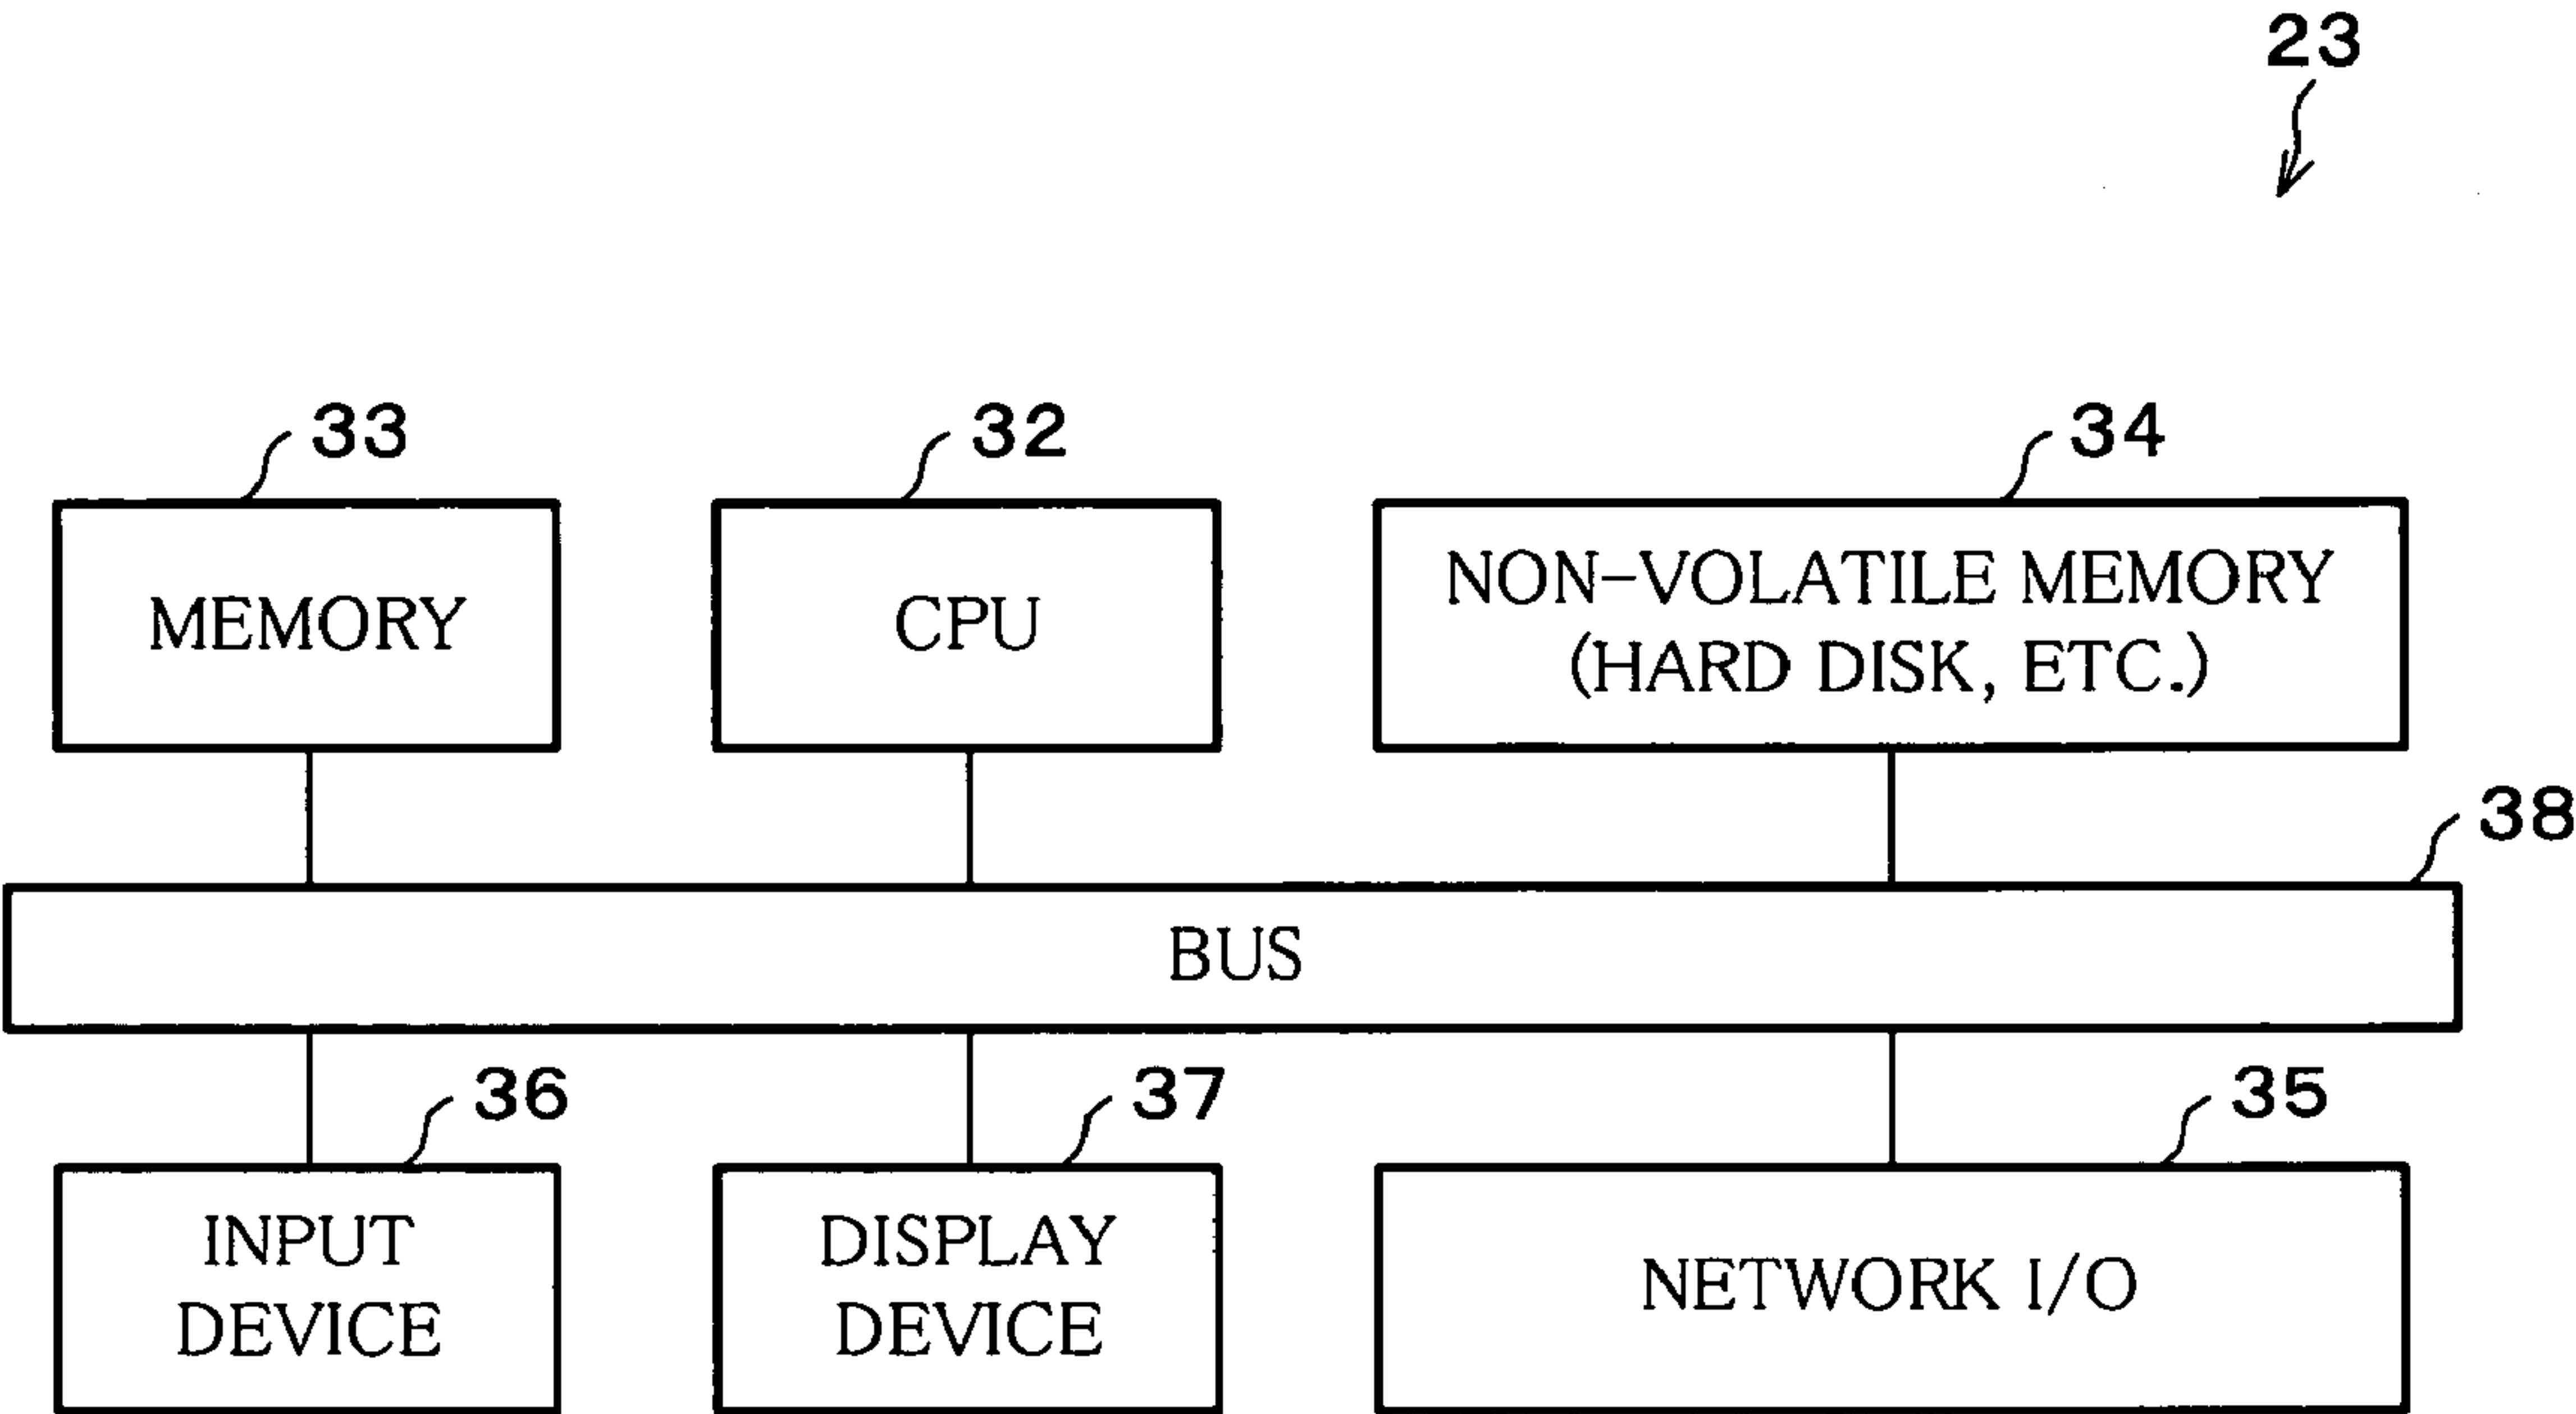 23
33
32
34
MEMORY
CPU
NON-VOLATILE MEMORY
(HARD DISK, ETC.)
38
BUS
36
37
35
INPUT
DEVICE
DISPLAY
DEVICE
NETWORK I/O